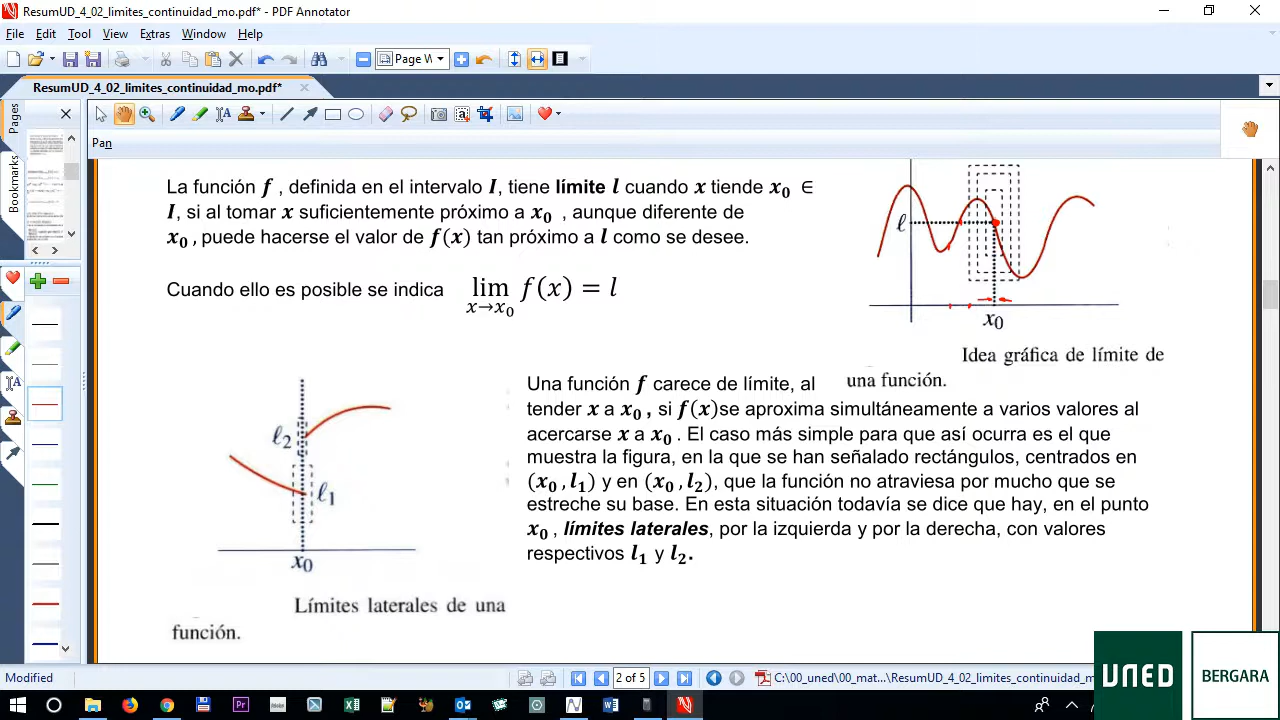 ResumUD_4_02_limites_continuidad_mo.pdf* - PDF Annotator
File Edit Tool View Extras Window Help
Page W
ResumUD_4_02_limites_continuidad_mo.pdf*
Pages
Bookmarks
Pan
La función f , definida en el intervalo I, tiene límite l cuando x tiende x₀ ∈
I, si al tomar x suficientemente próximo a x₀ , aunque diferente de
x₀ , puede hacerse el valor de f(x) tan próximo a l como se desee.
Cuando ello es posible se indica lim x→x₀ f(x) = l
ℓ
x₀
Idea gráfica de límite de
una función.
ℓ₂
ℓ₁
x₀
Límites laterales de una
función.
Una función f carece de límite, al
tender x a x₀ , si f(x)se aproxima simultáneamente a varios valores al
acercarse x a x₀ . El caso más simple para que así ocurra es el que
muestra la figura, en la que se han señalado rectángulos, centrados en
(x₀ , l₁) y en (x₀ , l₂), que la función no atraviesa por mucho que se
estreche su base. En esta situación todavía se dice que hay, en el punto
x₀ , límites laterales, por la izquierda y por la derecha, con valores
respectivos l₁ y l₂.
Modified
2 of 5
C:\00_uned\00_mat...\ResumUD_4_02_limites_continuidad_m
UNED
BERGARA